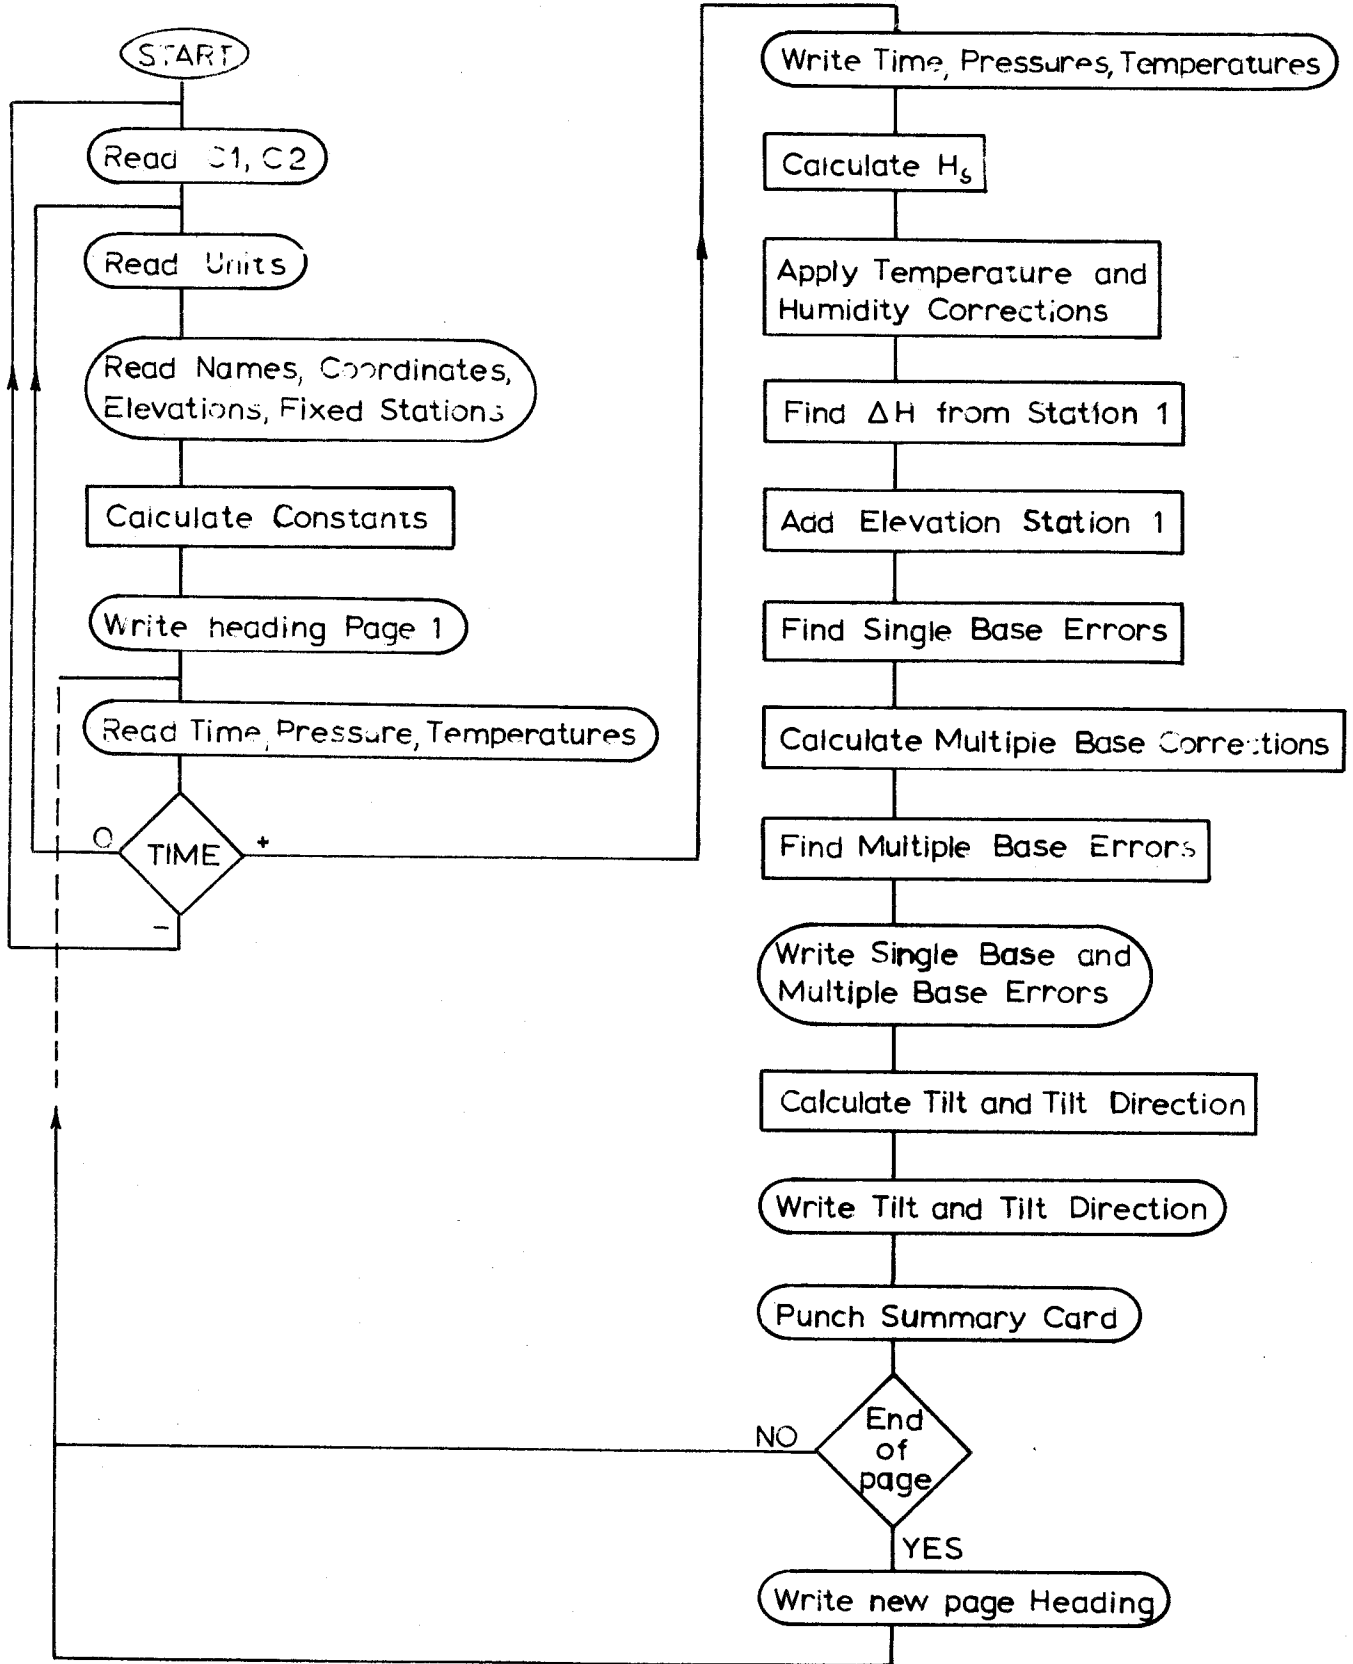 START
Read C1, C2
Read Units
Read Names, Coordinates,
Elevations, Fixed Stations
Calculate Constants
Write heading Page 1
Read Time, Pressure, Temperatures
O
TIME
+
−
Write Time, Pressures, Temperatures
Calculate Hs
Apply Temperature and
Humidity Corrections
Find ΔH from Station 1
Add Elevation Station 1
Find Single Base Errors
Calculate Multiple Base Corrections
Find Multiple Base Errors
Write Single Base and
Multiple Base Errors
Calculate Tilt and Tilt Direction
Write Tilt and Tilt Direction
Punch Summary Card
End
of
page
NO
YES
Write new page Heading